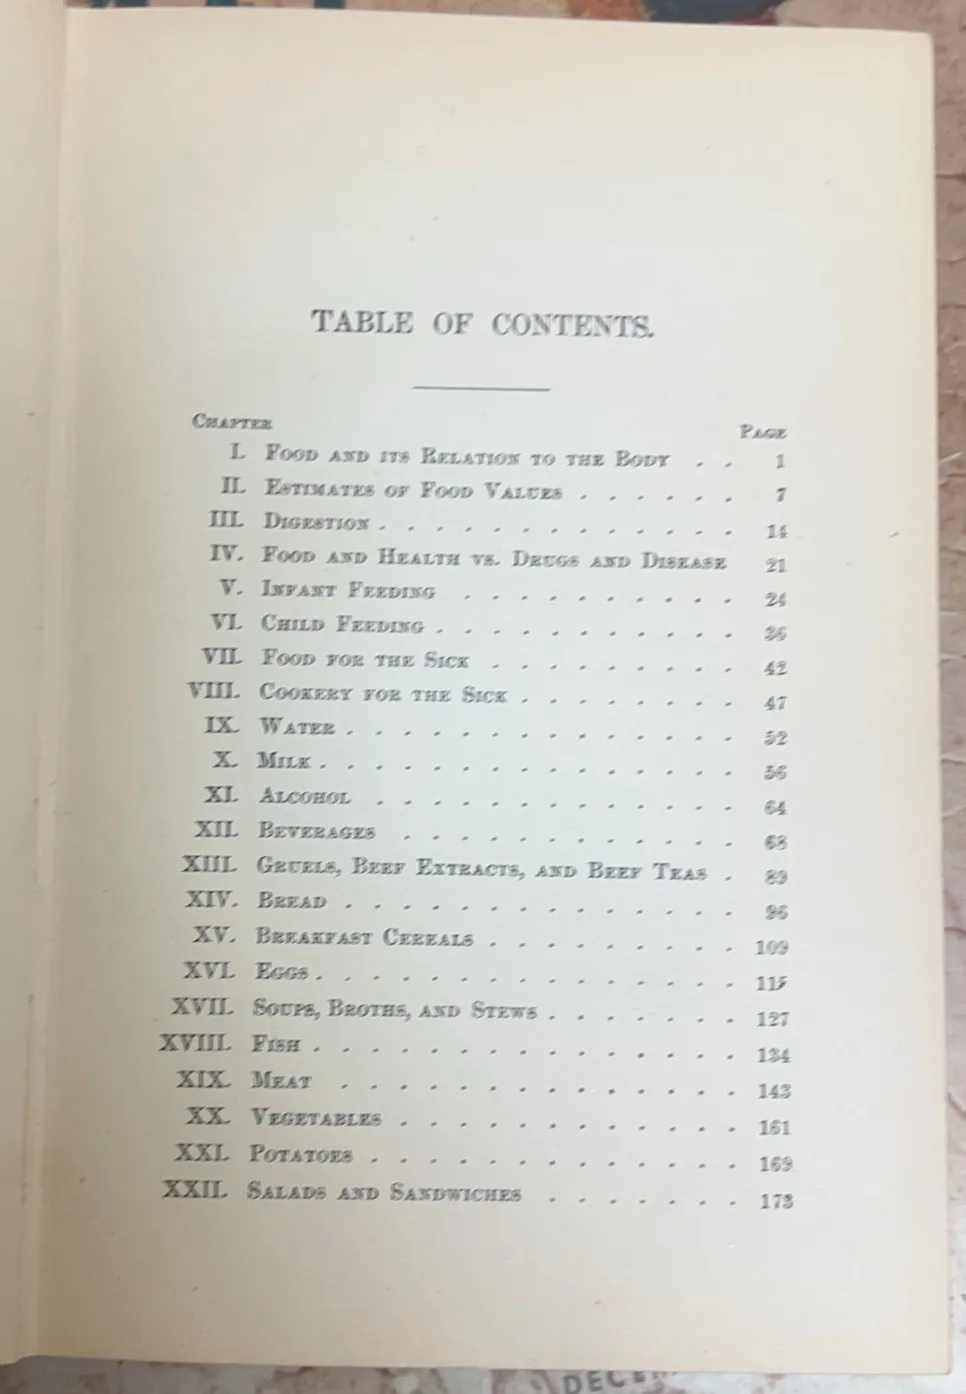 TABLE OF CONTENTS.
CHAPTER PAGE
I. FOOD AND ITS RELATION TO THE BODY . . 1
II. ESTIMATES OF FOOD VALUES . . . . . . 7
III. DIGESTION . . . . . . . . . . . . . 14
IV. FOOD AND HEALTH VS. DRUGS AND DISEASE 21
V. INFANT FEEDING . . . . . . . . . . 24
VI. CHILD FEEDING . . . . . . . . . . . 36
VII. FOOD FOR THE SICK . . . . . . . . . 42
VIII. COOKERY FOR THE SICK . . . . . . . . 47
IX. WATER . . . . . . . . . . . . . . 52
X. MILK . . . . . . . . . . . . . . . 56
XI. ALCOHOL . . . . . . . . . . . . . 64
XII. BEVERAGES . . . . . . . . . . . . 68
XIII. GRUELS, BEEF EXTRACTS, AND BEEF TEAS . 89
XIV. BREAD . . . . . . . . . . . . . . 96
XV. BREAKFAST CEREALS . . . . . . . . . 109
XVI. EGGS . . . . . . . . . . . . . . . 115
XVII. SOUPS, BROTHS, AND STEWS . . . . . . . 127
XVIII. FISH . . . . . . . . . . . . . . . 134
XIX. MEAT . . . . . . . . . . . . . . 143
XX. VEGETABLES . . . . . . . . . . . . 161
XXI. POTATOES . . . . . . . . . . . . . 169
XXII. SALADS AND SANDWICHES . . . . . . . 173